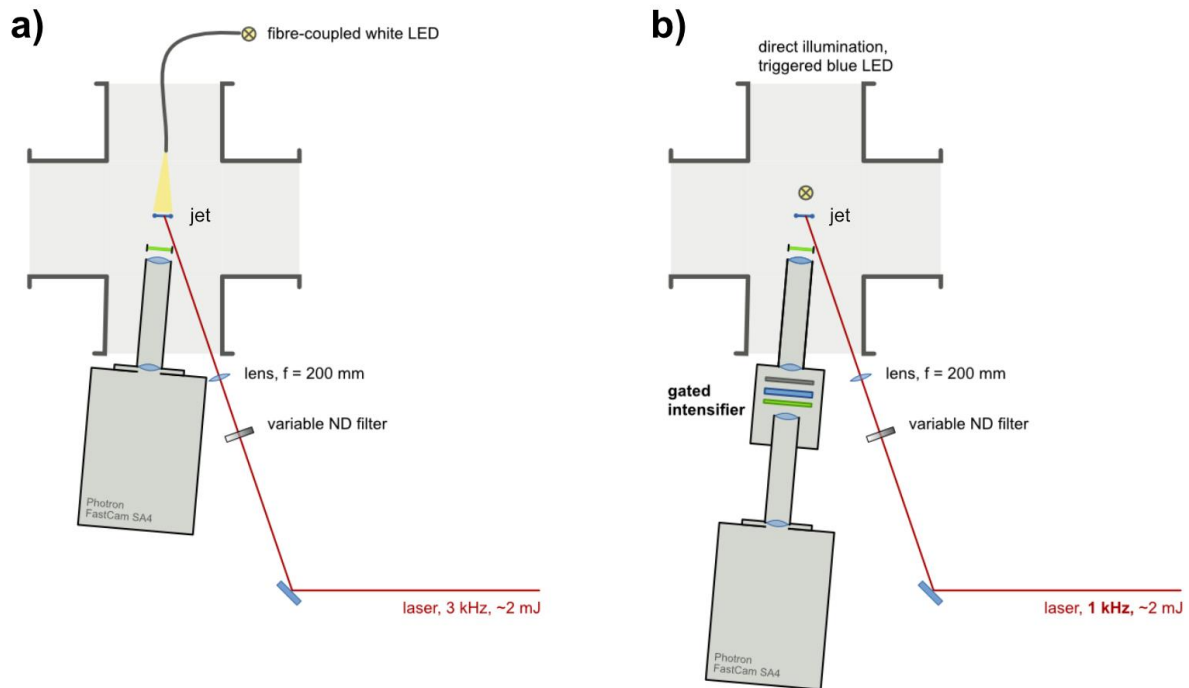 a)
fibre-coupled white LED
jet
lens, f = 200 mm
variable ND filter
Photron
FastCam SA4
laser, 3 kHz, ~2 mJ
b)
direct illumination,
triggered blue LED
jet
lens, f = 200 mm
gated
intensifier
variable ND filter
Photron
FastCam SA4
laser, 1 kHz, ~2 mJ